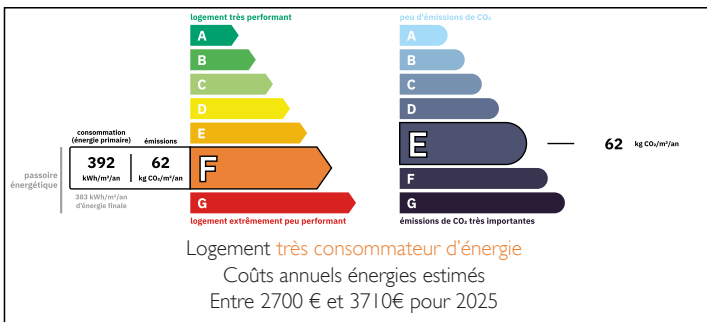 logement très performant
A
B
C
D
E
consommation
(énergie primaire)
émissions
392
kWh/m²/an
62
kg CO₂/m²/an
F
passoire
énergétique
383 kWh/m²/an
d'énergie finale
G
logement extrêmement peu performant
peu d'émissions de CO₂
A
B
C
D
E
62 kg CO₂/m²/an
F
G
émissions de CO₂ très importantes
Logement très consommateur d'énergie
Coûts annuels énergies estimés
Entre 2700 € et 3710€ pour 2025